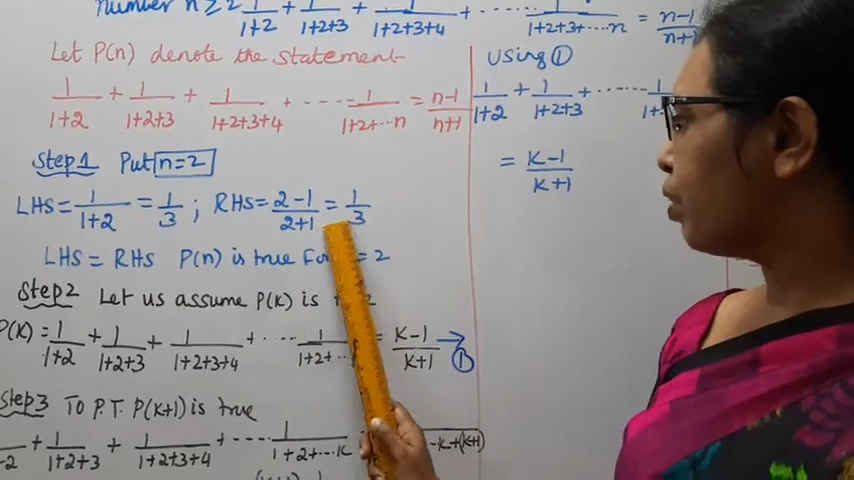 number n ≥ 2 1/1+2 + 1/1+2+3 + 1/1+2+3+4 + ······ 1/1+2+3+····n = n-1/n+1
Let P(n) denote the statement
1/1+2 + 1/1+2+3 + 1/1+2+3+4 + ····· 1/1+2+···n = n-1/n+1
Step1 Put n=2
LHS = 1/1+2 = 1/3 ; RHS = 2-1/2+1 = 1/3
LHS = RHS P(n) is true For = 2
Step2 Let us assume P(k) is
P(k) = 1/1+2 + 1/1+2+3 + 1/1+2+3+4 + ····· 1/1+2+·· = k-1/k+1 → 1
Step3 To P.T. P(k+1) is true
+ 1/1+2+3 + 1/1+2+3+4 + ···· 1/1+2+····k
Using 1
1/1+2 + 1/1+2+3 + ······ 1/1+
= k-1/k+1